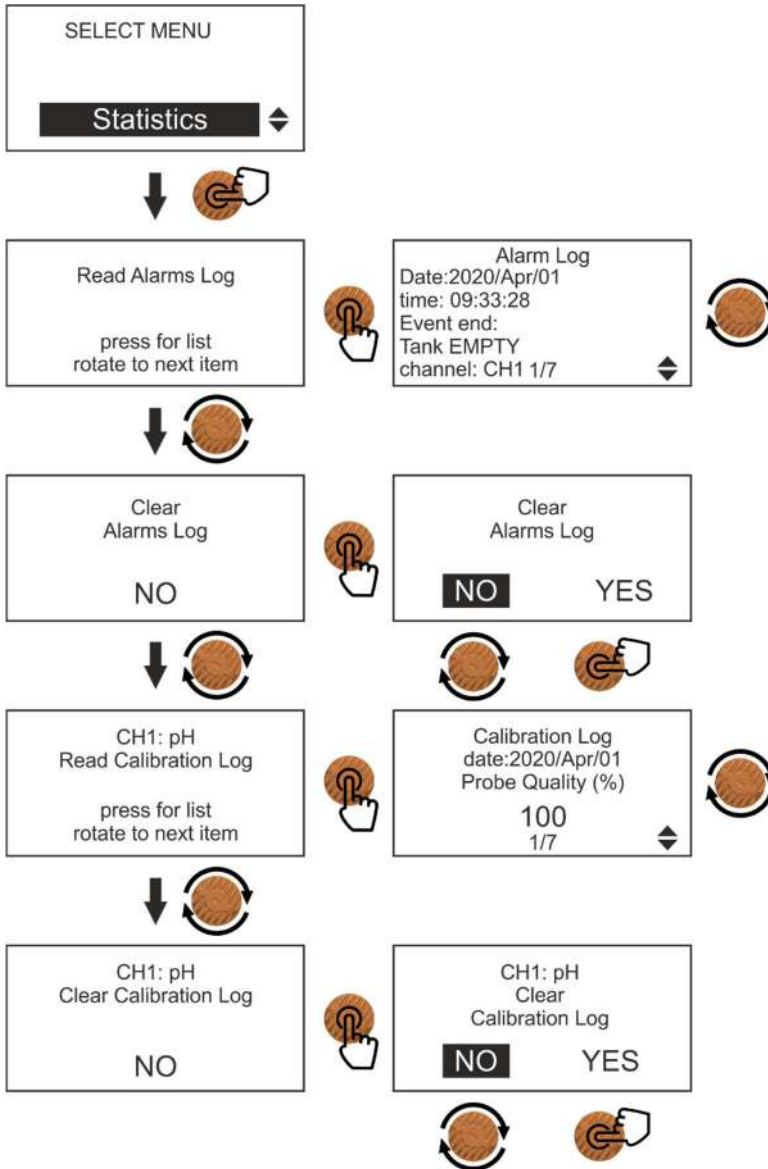 SELECT MENU
Statistics
Read Alarms Log
press for list
rotate to next item
Alarm Log
Date:2020/Apr/01
time: 09:33:28
Event end:
Tank EMPTY
channel: CH1 1/7
Clear
Alarms Log
NO
Clear
Alarms Log
NO YES
CH1: pH
Read Calibration Log
press for list
rotate to next item
Calibration Log
date:2020/Apr/01
Probe Quality (%)
100
1/7
CH1: pH
Clear Calibration Log
NO
CH1: pH
Clear
Calibration Log
NO YES